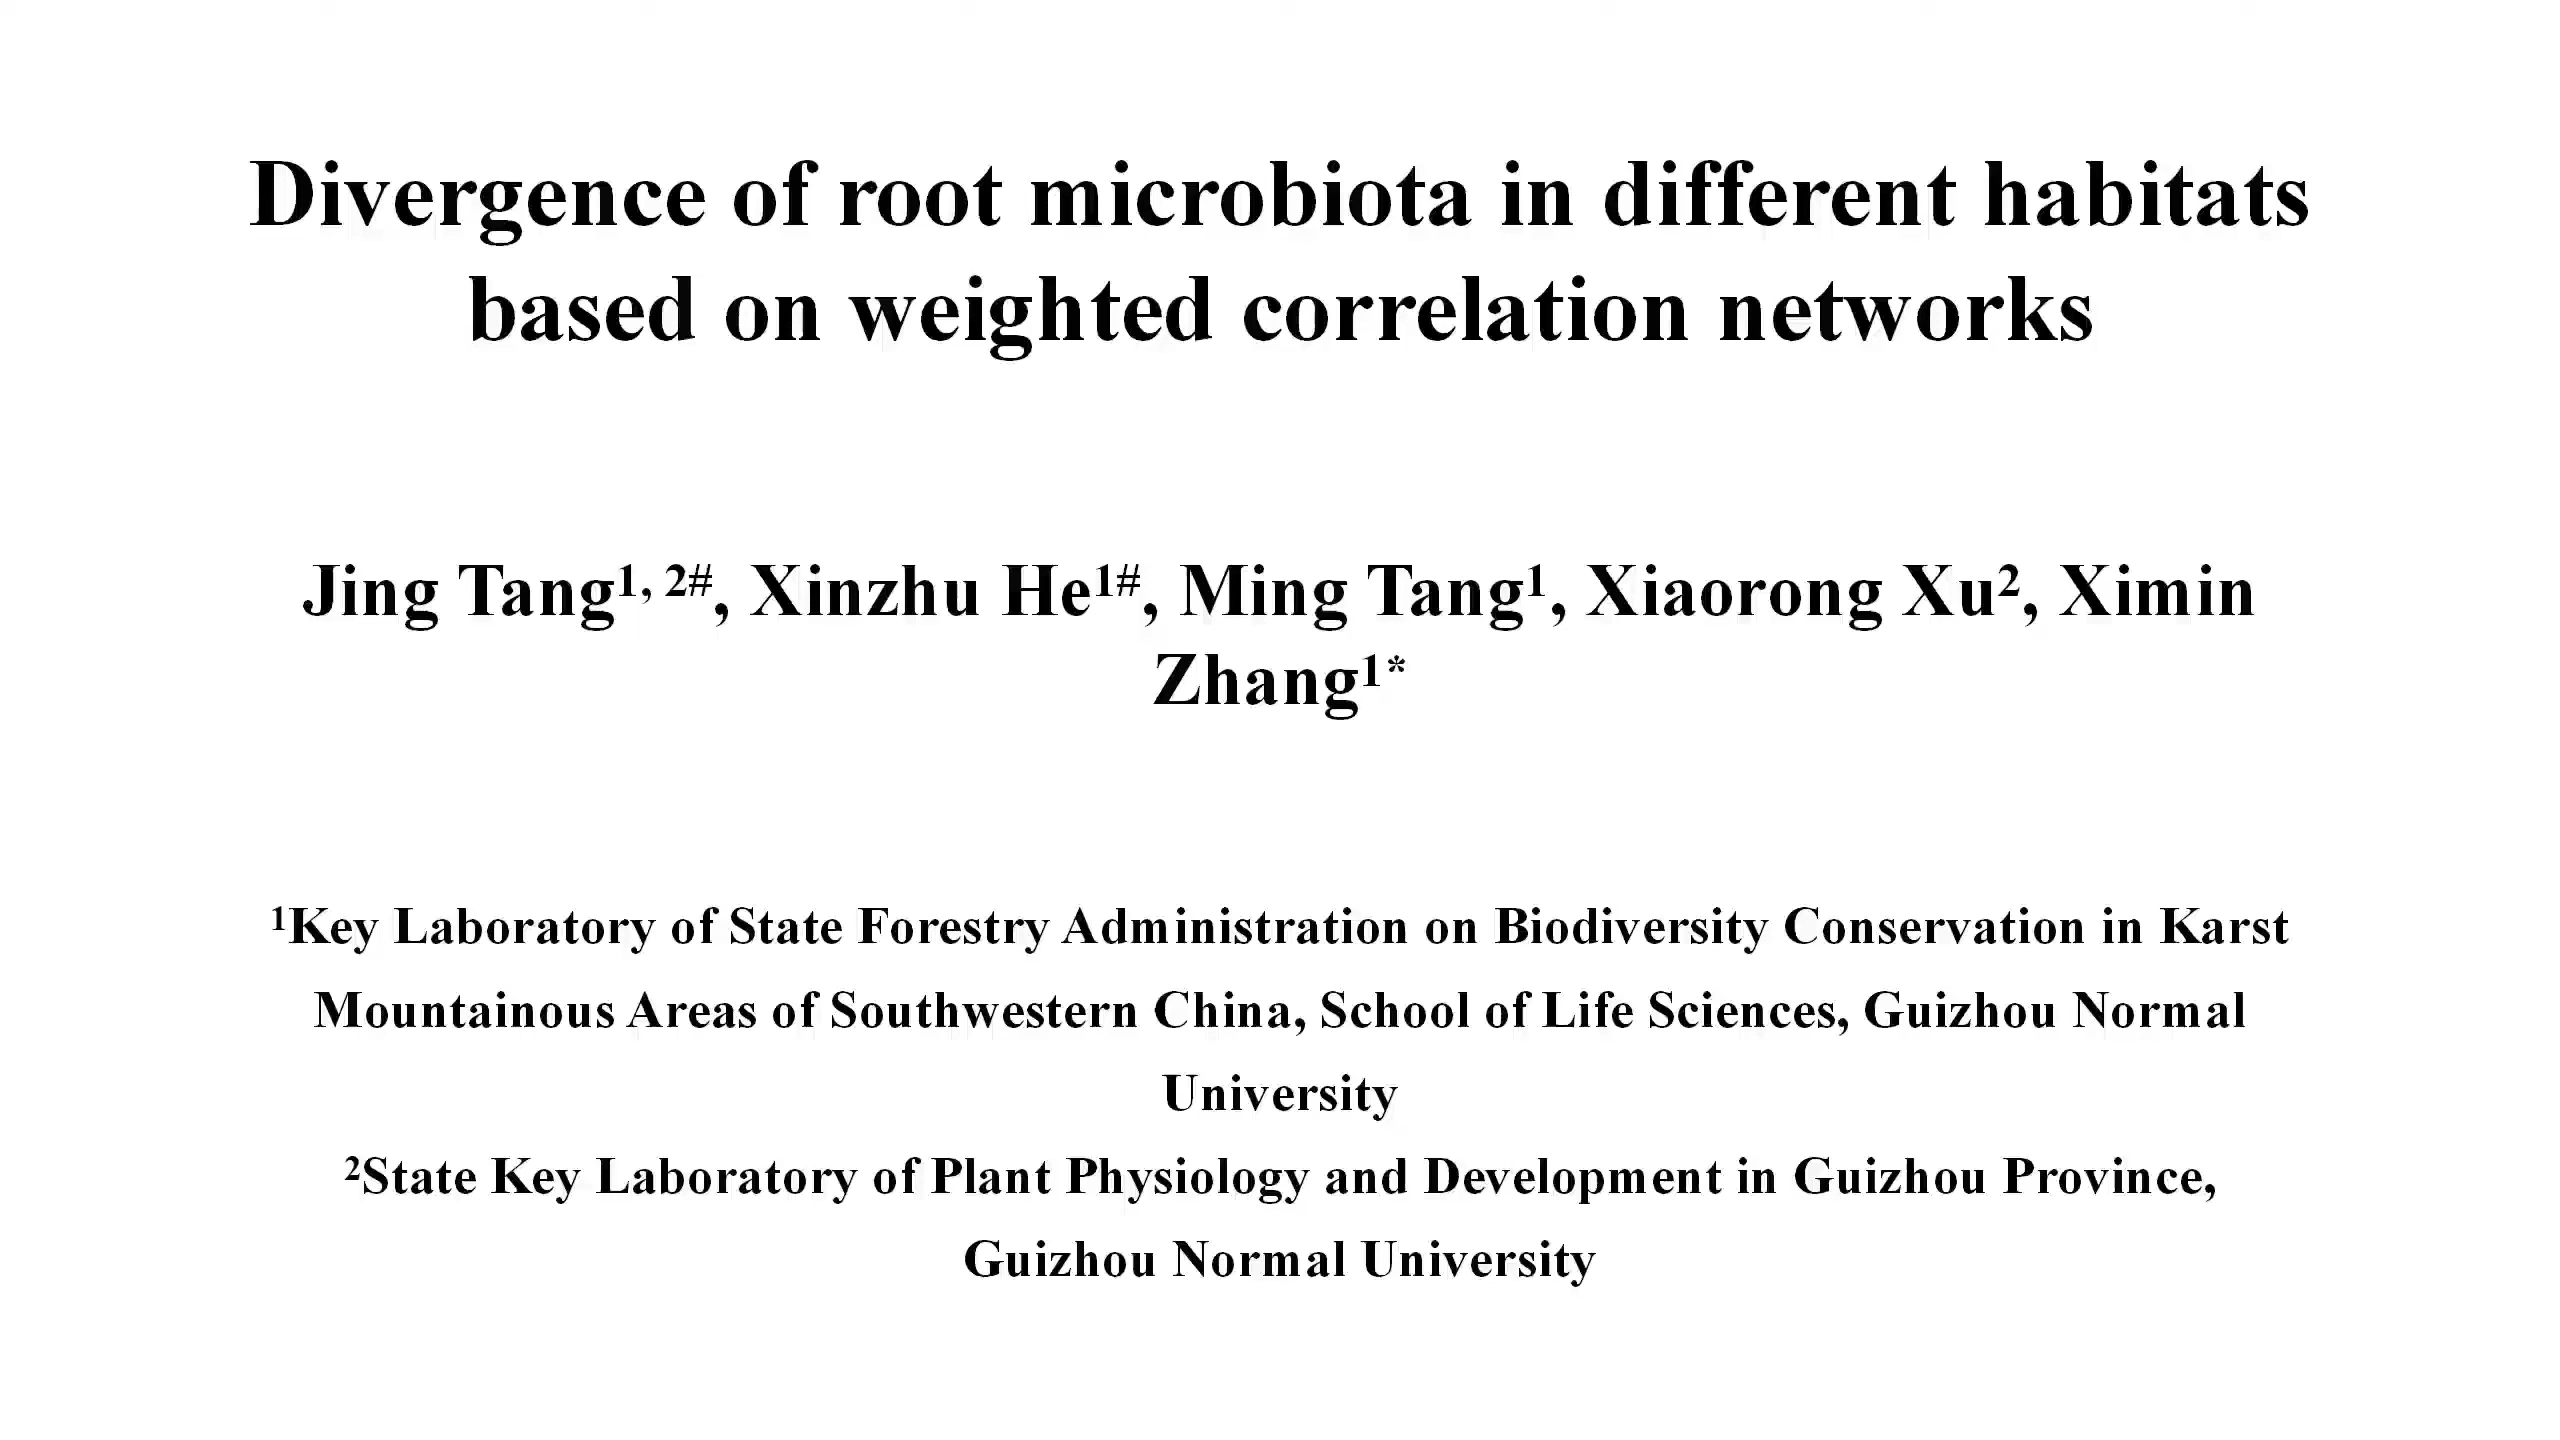 Divergence of root microbiota in different habitats
based on weighted correlation networks
Jing Tang1, 2#, Xinzhu He1#, Ming Tang1, Xiaorong Xu2, Ximin
Zhang1*
1Key Laboratory of State Forestry Administration on Biodiversity Conservation in Karst
Mountainous Areas of Southwestern China, School of Life Sciences, Guizhou Normal
University
2State Key Laboratory of Plant Physiology and Development in Guizhou Province,
Guizhou Normal University